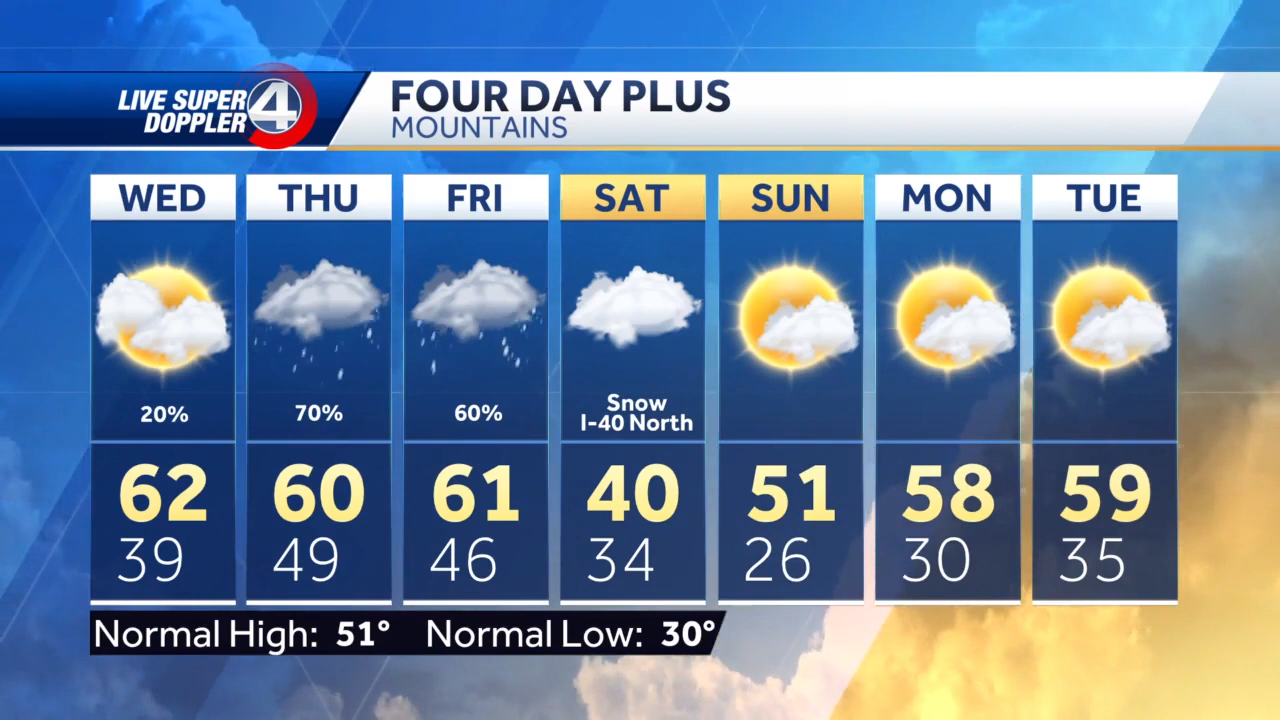 LIVE SUPER
DOPPLER 4
FOUR DAY PLUS
MOUNTAINS
WED THU FRI SAT SUN MON TUE
20% 70% 60% Snow
I-40 North
62 60 61 40 51 58 59
39 49 46 34 26 30 35
Normal High: 51° Normal Low: 30°